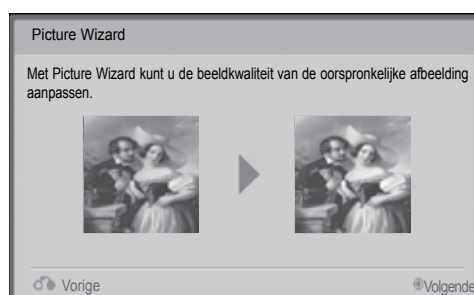 Picture Wizard
Met Picture Wizard kunt u de beeldkwaliteit van de oorspronkelijke afbeelding
aanpassen.
Vorige
Volgende